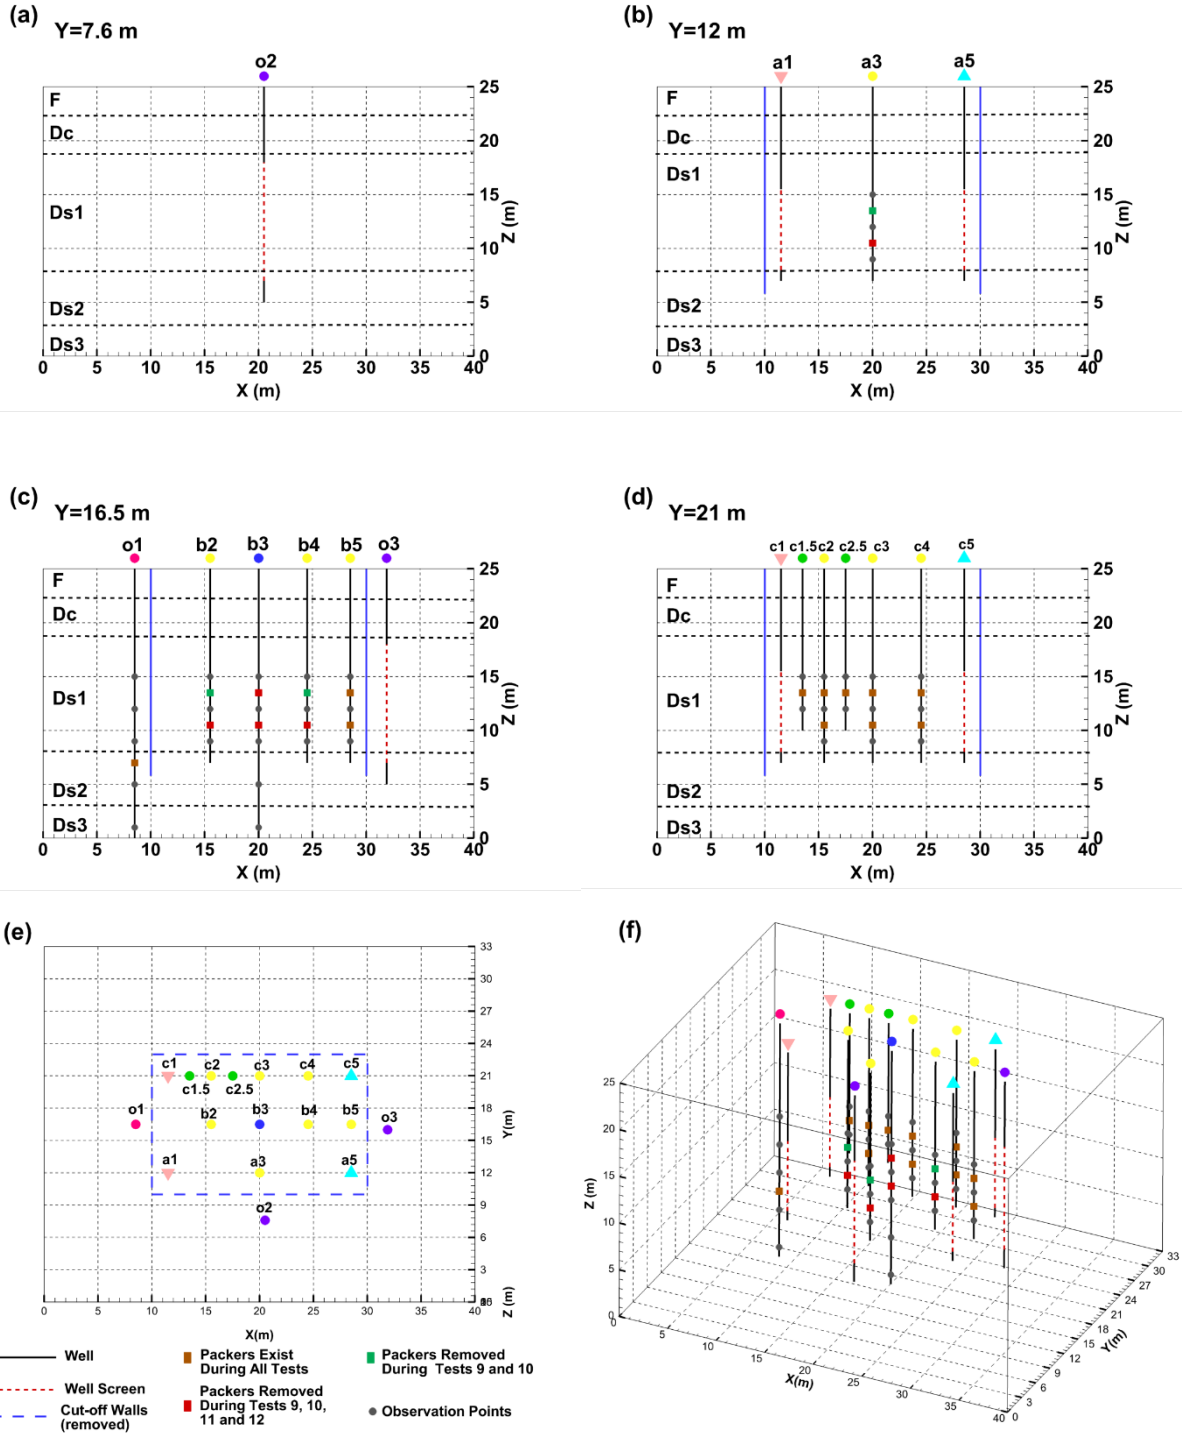 (a)
Y=7.6 m
o2
F
Dc
Ds1
Ds2
Ds3
25
20
15
10
5
0
Z (m)
0 5 10 15 20 25 30 35 40
X (m)
(b)
Y=12 m
a1 a3 a5
F
Dc
Ds1
Ds2
Ds3
25
20
15
10
5
0
Z (m)
0 5 10 15 20 25 30 35 40
X (m)
(c)
Y=16.5 m
o1 b2 b3 b4 b5 o3
F
Dc
Ds1
Ds2
Ds3
25
20
15
10
5
0
Z (m)
0 5 10 15 20 25 30 35 40
X (m)
(d)
Y=21 m
c1 c1.5 c2 c2.5 c3 c4 c5
F
Dc
Ds1
Ds2
Ds3
25
20
15
10
5
0
Z (m)
0 5 10 15 20 25 30 35 40
X (m)
(e)
33
30
27
24
21
18
15
12
9
6
3
Y(m)
Z (m)
c1 c2 c3 c4 c5
c1.5 c2.5
o1 b2 b3 b4 b5 o3
a1 a3 a5
o2
0 5 10 15 20 25 30 35 40
X(m)
(f)
25
20
15
10
5
0
Z (m)
0 5 10 15 20 25 30 35 40
X(m)
0 3 6 9 12 15 18 21 24 27 30 33
Y(m)
Well
Well Screen
Cut-off Walls
(removed)
Packers Exist
During All Tests
Packers Removed
During Tests 9, 10,
11 and 12
Packers Removed
During Tests 9 and 10
Observation Points